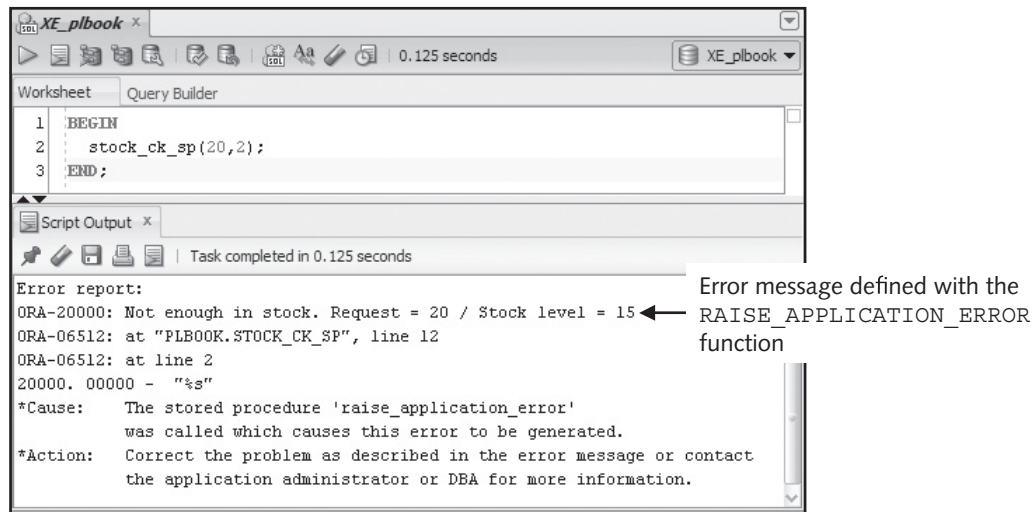 XE_plbook
0.125 seconds
XE_plbook
Worksheet Query Builder
1 BEGIN
2 stock_ck_sp(20,2);
3 END;
Script Output
Task completed in 0.125 seconds
Error report:
ORA-20000: Not enough in stock. Request = 20 / Stock level = 15
ORA-06512: at "PLBOOK.STOCK_CK_SP", line 12
ORA-06512: at line 2
20000. 00000 - "%s"
*Cause: The stored procedure 'raise_application_error'
was called which causes this error to be generated.
*Action: Correct the problem as described in the error message or contact
the application administrator or DBA for more information.
Error message defined with the
RAISE_APPLICATION_ERROR
function